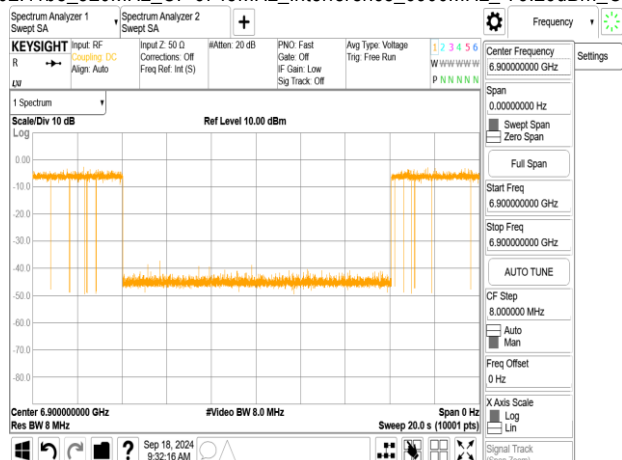 Spectrum Analyzer 1
Swept SA
Spectrum Analyzer 2
Swept SA
+
Frequency
Settings
KEYSIGHT
R
LXI
Input: RF
Coupling: DC
Align: Auto
Input Z: 50 Ω
Corrections: Off
Freq Ref: Int (S)
#Atten: 20 dB
PNO: Fast
Gate: Off
IF Gain: Low
Sig Track: Off
Avg Type: Voltage
Trig: Free Run
1 2 3 4 5 6
W W W W W W
P N N N N N
1 Spectrum
Scale/Div 10 dB
Ref Level 10.00 dBm
Log
0.00
-10.0
-20.0
-30.0
-40.0
-50.0
-60.0
-70.0
-80.0
Center 6.900000000 GHz
Res BW 8 MHz
#Video BW 8.0 MHz
Span 0 Hz
Sweep 20.0 s (10001 pts)
Center Frequency
6.900000000 GHz
Span
0.00000000 Hz
Swept Span
Zero Span
Full Span
Start Freq
6.900000000 GHz
Stop Freq
6.900000000 GHz
AUTO TUNE
CF Step
8.000000 MHz
Auto
Man
Freq Offset
0 Hz
X Axis Scale
Log
Lin
Signal Track
(Span Zoom)
?
Sep 18, 2024
9:32:16 AM